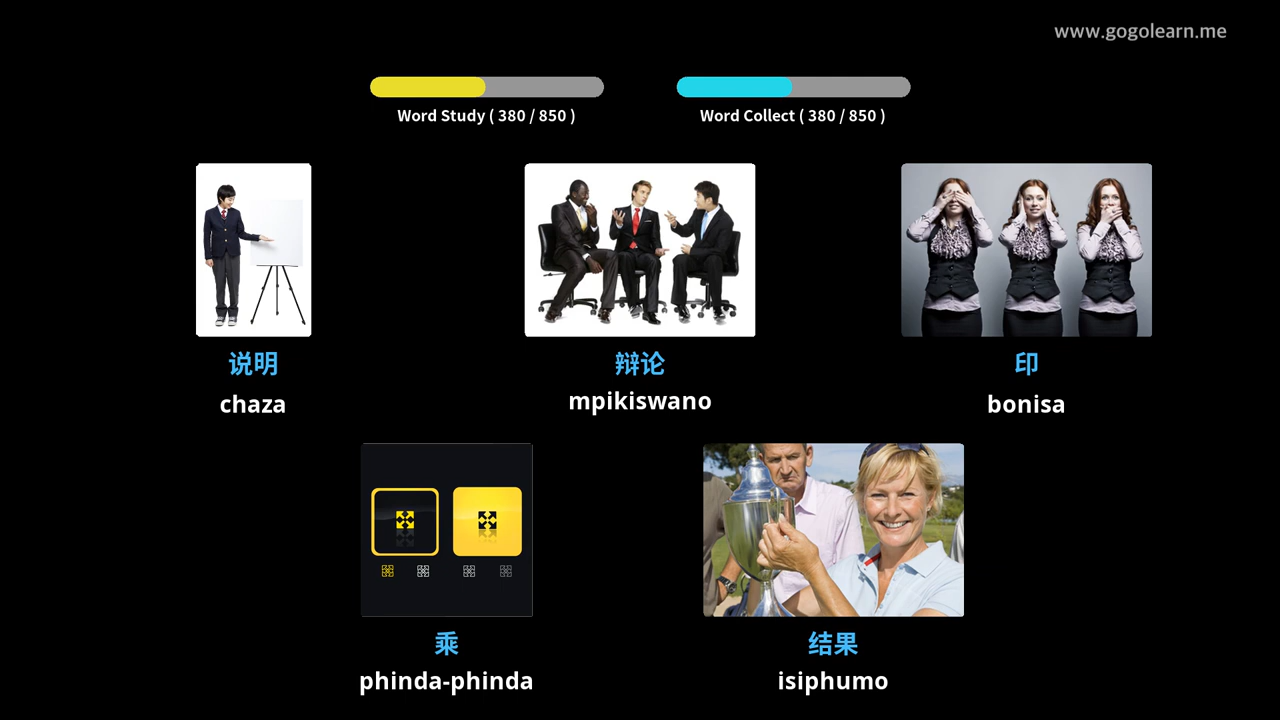 www.gogolearn.me
Word Study ( 380 / 850 )
Word Collect ( 380 / 850 )
说明
chaza
辩论
mpikiswano
印
bonisa
乘
phinda-phinda
结果
isiphumo